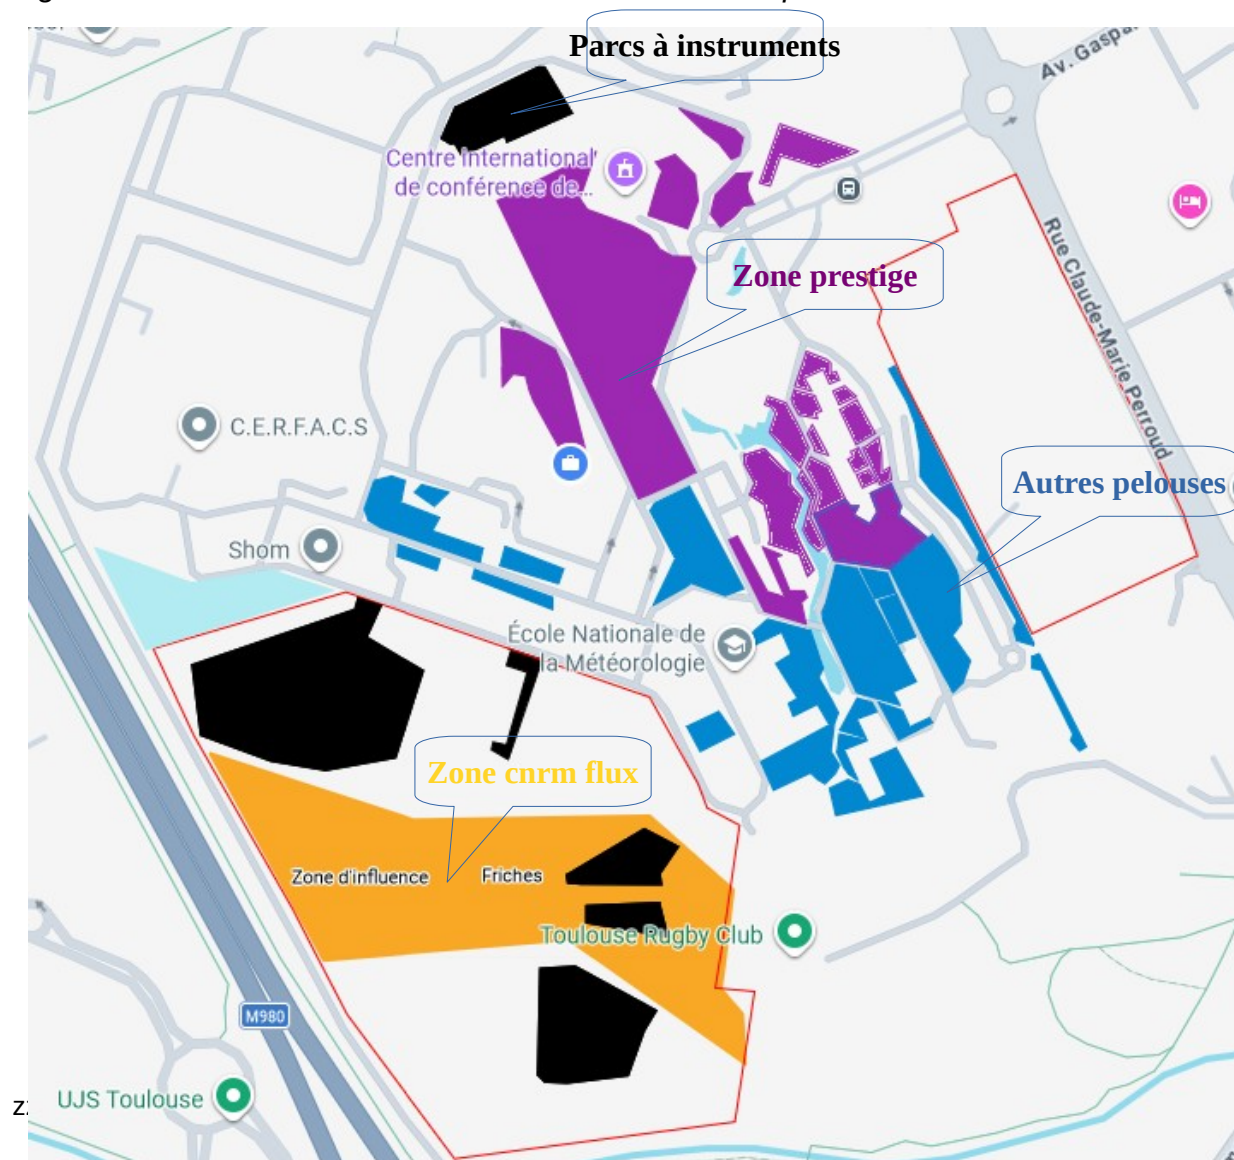 Parcs à instruments
Av. Gaspa
Centre International
de conférence de...
Zone prestige
Rue Claude-Marie Perroud
C.E.R.F.A.C.S
Autres pelouses
Shom
École Nationale de
la Météorologie
Zone cnrm flux
Zone d'influence
Friches
Toulouse Rugby Club
M980
UJS Toulouse